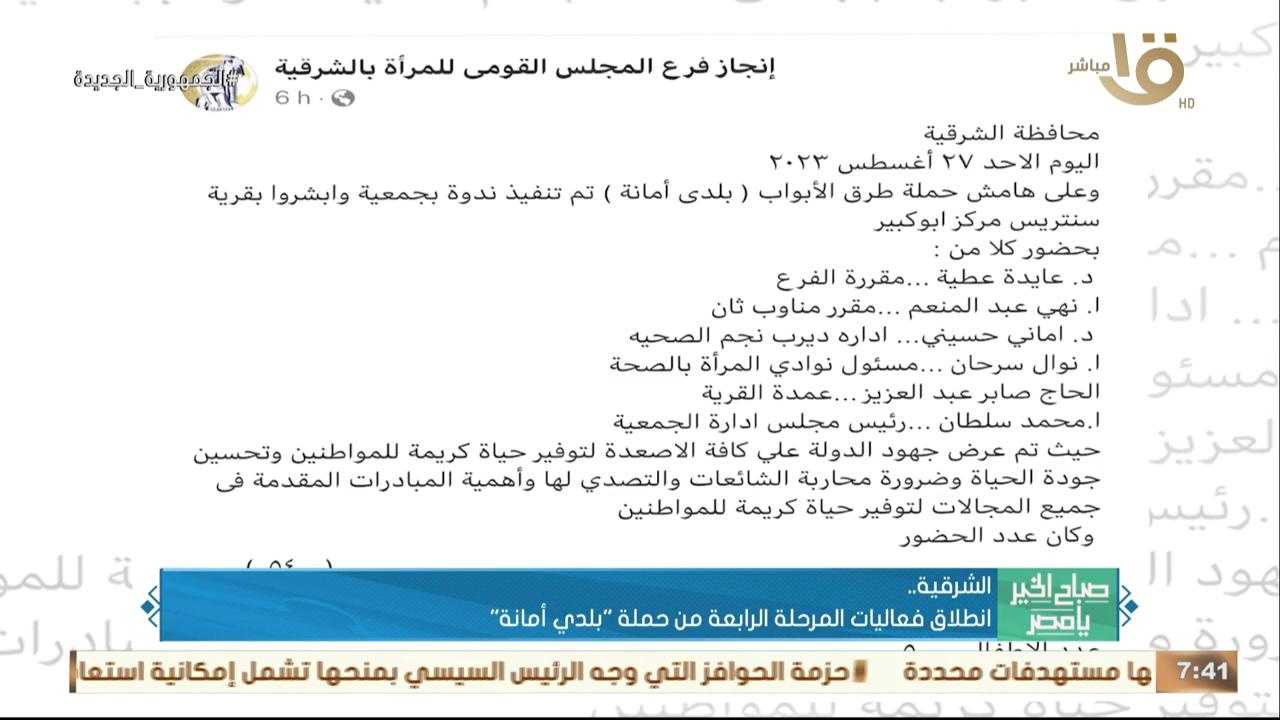 #الجمهورية_الجديدة
إنجاز فرع المجلس القومى للمرأة بالشرقية
6 h ·
مباشر
HD
محافظة الشرقية
اليوم الاحد ٢٧ أغسطس ٢٠٢٣
وعلى هامش حملة طرق الأبواب ( بلدى أمانة ) تم تنفيذ ندوة بجمعية وابشروا بقرية
سنتريس مركز ابوكبير
بحضور كلا من :
د. عايدة عطية ...مقررة الفرع
ا. نهي عبد المنعم ...مقرر مناوب ثان
د. اماني حسيني... اداره ديرب نجم الصحيه
ا. نوال سرحان ...مسئول نوادي المرأة بالصحة
الحاج صابر عبد العزيز...عمدة القرية
ا.محمد سلطان ...رئيس مجلس ادارة الجمعية
حيث تم عرض جهود الدولة علي كافة الاصعدة لتوفير حياة كريمة للمواطنين وتحسين
جودة الحياة وضرورة محاربة الشائعات والتصدي لها وأهمية المبادرات المقدمة فى
جميع المجالات لتوفير حياة كريمة للمواطنين
وكان عدد الحضور
صباح الخير
يا مصر
الشرقية..
انطلاق فعاليات المرحلة الرابعة من حملة "بلدي أمانة"
7:41
ها مستهدفات محددة حزمة الحوافز التي وجه الرئيس السيسي بمنحها تشمل إمكانية استعا